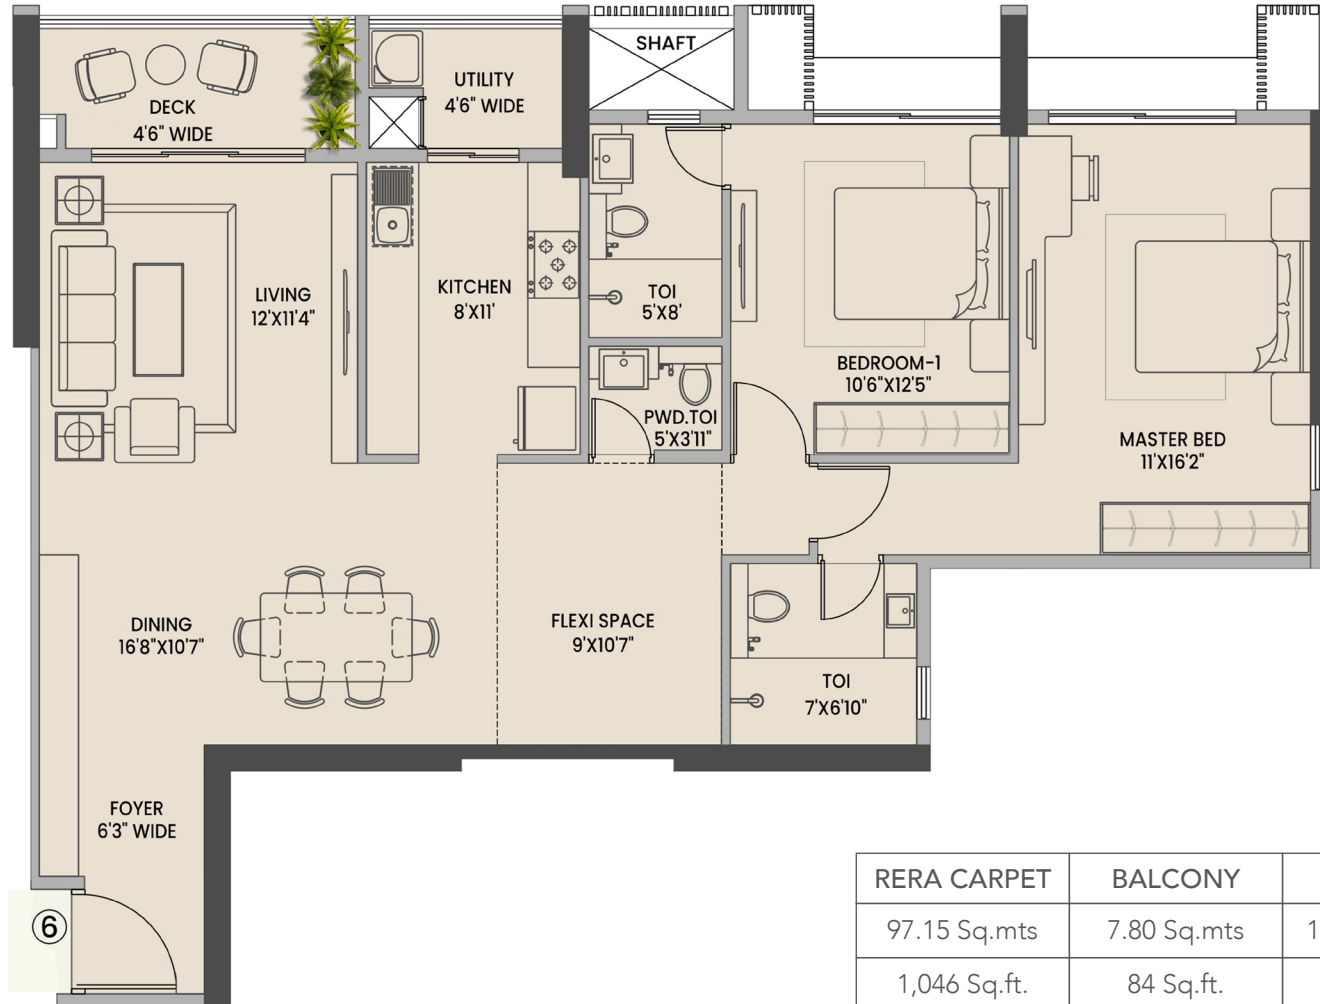 SHAFT
DECK
4'6" WIDE
UTILITY
4'6" WIDE
LIVING
12'X11'4"
KITCHEN
8'X11'
TOI
5'X8'
BEDROOM-1
10'6"X12'5"
PWD.TOI
5'X3'11"
MASTER BED
11'X16'2"
DINING
16'8"X10'7"
FLEXI SPACE
9'X10'7"
TOI
7'X6'10"
FOYER
6'3" WIDE
6
RERA CARPET BALCONY
97.15 Sq.mts 7.80 Sq.mts 1
1,046 Sq.ft. 84 Sq.ft.